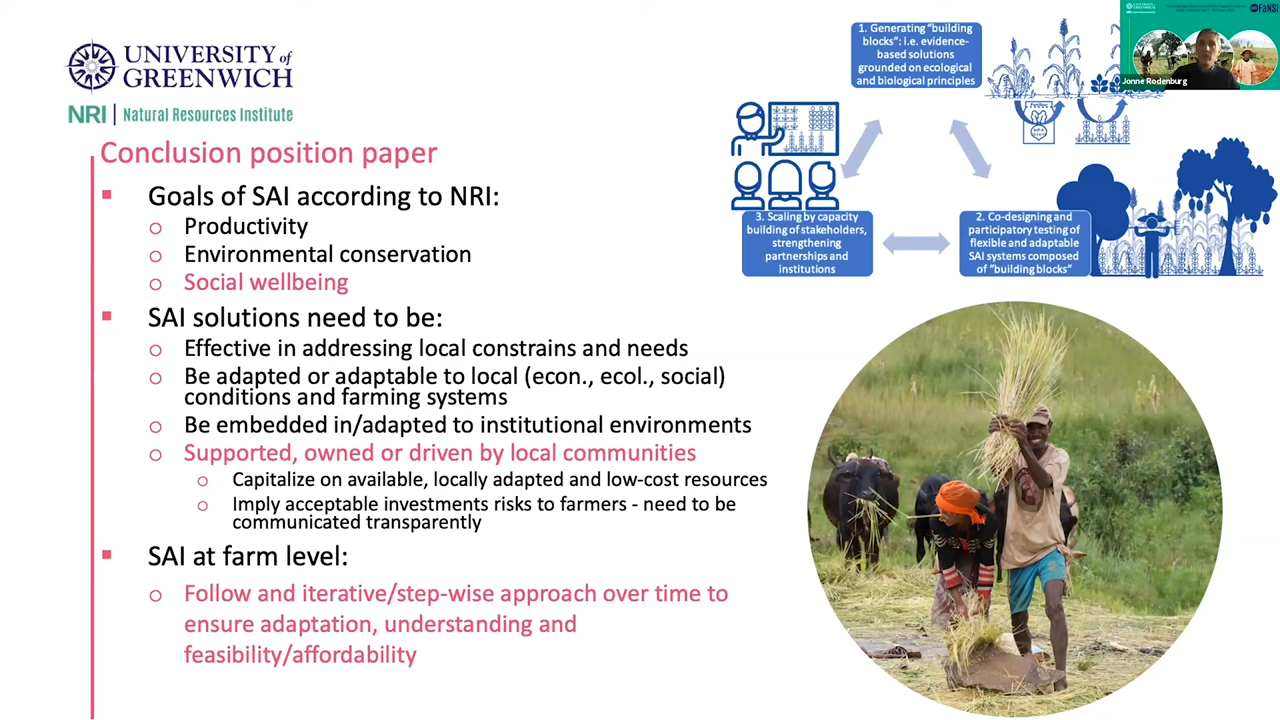 UNIVERSITY of
GREENWICH
NRI | Natural Resources Institute
Conclusion position paper
Goals of SAI according to NRI:
Productivity
Environmental conservation
Social wellbeing
SAI solutions need to be:
Effective in addressing local constrains and needs
Be adapted or adaptable to local (econ., ecol., social)
conditions and farming systems
Be embedded in/adapted to institutional environments
Supported, owned or driven by local communities
Capitalize on available, locally adapted and low-cost resources
Imply acceptable investments risks to farmers - need to be
communicated transparently
SAI at farm level:
Follow and iterative/step-wise approach over time to
ensure adaptation, understanding and
feasibility/affordability
1. Generating "building
blocks": i.e. evidence-
based solutions
grounded on ecological
and biological principles
3. Scaling by capacity
building of stakeholders,
strengthening
partnerships and
institutions
2. Co-designing and
participatory testing of
flexible and adaptable
SAI systems composed
of "building blocks"
FaNSI
Jonne Rodenburg